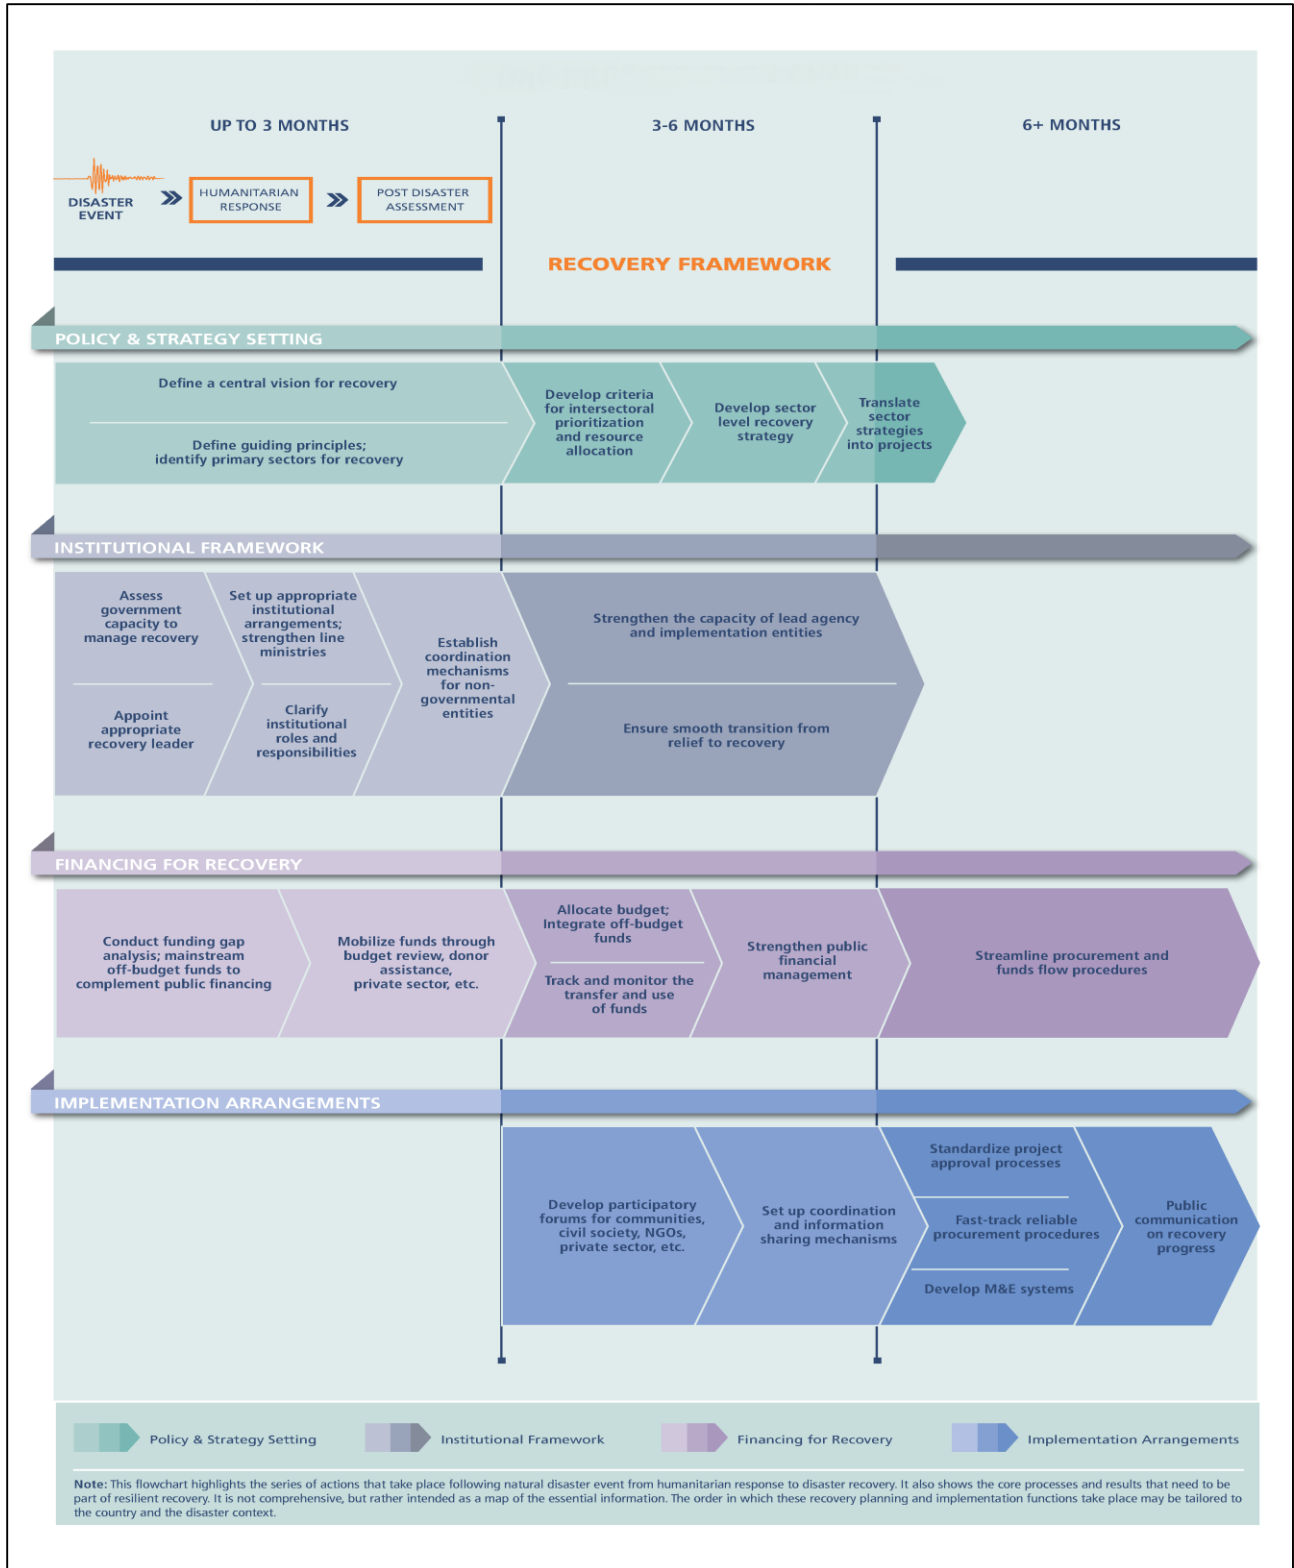 UP TO 3 MONTHS
3-6 MONTHS
6+ MONTHS
DISASTER
EVENT
HUMANITARIAN
RESPONSE
POST DISASTER
ASSESSMENT
RECOVERY FRAMEWORK
POLICY & STRATEGY SETTING
Define a central vision for recovery
Define guiding principles;
identify primary sectors for recovery
Develop criteria
for intersectoral
prioritization
and resource
allocation
Develop sector
level recovery
strategy
Translate
sector
strategies
into projects
INSTITUTIONAL FRAMEWORK
Assess
government
capacity to
manage recovery
Appoint
appropriate
recovery leader
Set up appropriate
institutional
arrangements;
strengthen line
ministries
Clarify
institutional
roles and
responsibilities
Establish
coordination
mechanisms
for non-
governmental
entities
Strengthen the capacity of lead agency
and implementation entities
Ensure smooth transition from
relief to recovery
FINANCING FOR RECOVERY
Conduct funding gap
analysis; mainstream
off-budget funds to
complement public financing
Mobilize funds through
budget review, donor
assistance,
private sector, etc.
Allocate budget;
Integrate off-budget
funds
Track and monitor the
transfer and use
of funds
Strengthen public
financial
management
Streamline procurement and
funds flow procedures
IMPLEMENTATION ARRANGEMENTS
Develop participatory
forums for communities,
civil society, NGOs,
private sector, etc.
Set up coordination
and information
sharing mechanisms
Standardize project
approval processes
Fast-track reliable
procurement procedures
Develop M&E systems
Public
communication
on recovery
progress
Policy & Strategy Setting
Institutional Framework
Financing for Recovery
Implementation Arrangements
Note: This flowchart highlights the series of actions that take place following natural disaster event from humanitarian response to disaster recovery. It also shows the core processes and results that need to be
part of resilient recovery. It is not comprehensive, but rather intended as a map of the essential information. The order in which these recovery planning and implementation functions take place may be tailored to
the country and the disaster context.